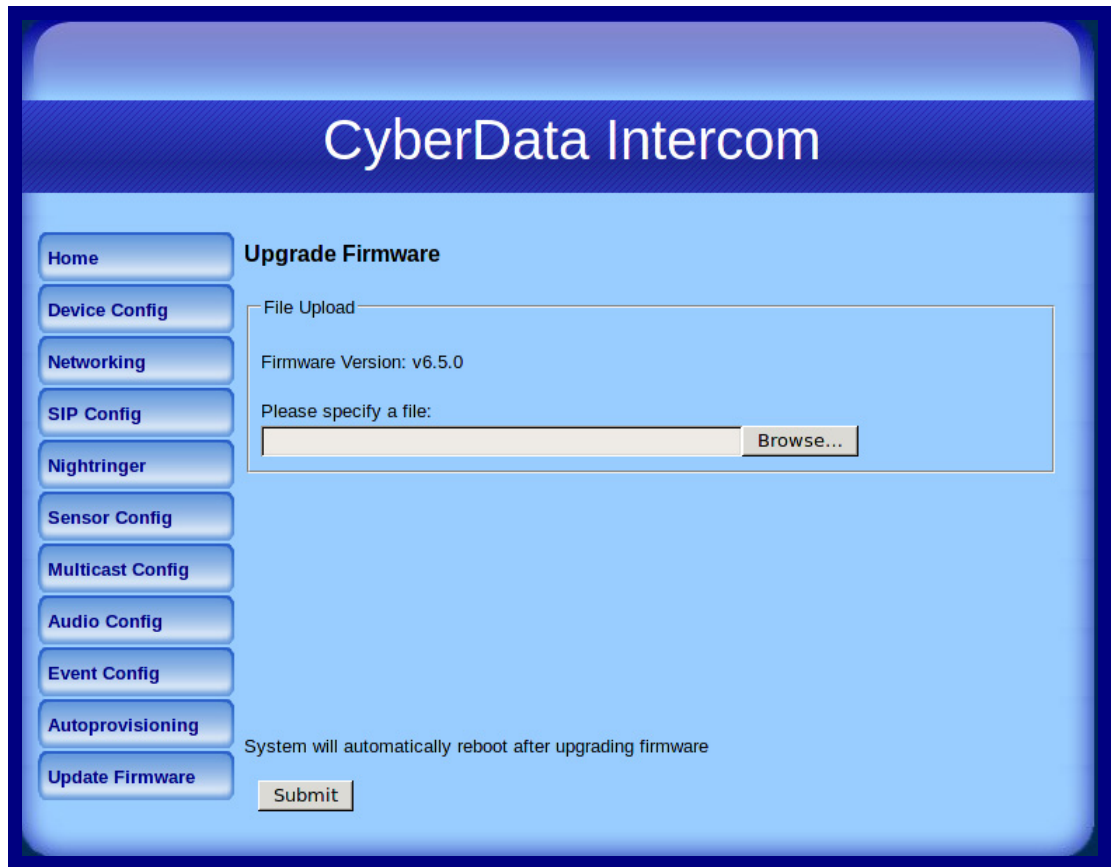 CyberData Intercom
Home
Device Config
Networking
SIP Config
Nightringer
Sensor Config
Multicast Config
Audio Config
Event Config
Autoprovisioning
Update Firmware
Upgrade Firmware
File Upload
Firmware Version: v6.5.0
Please specify a file:
Browse...
System will automatically reboot after upgrading firmware
Submit